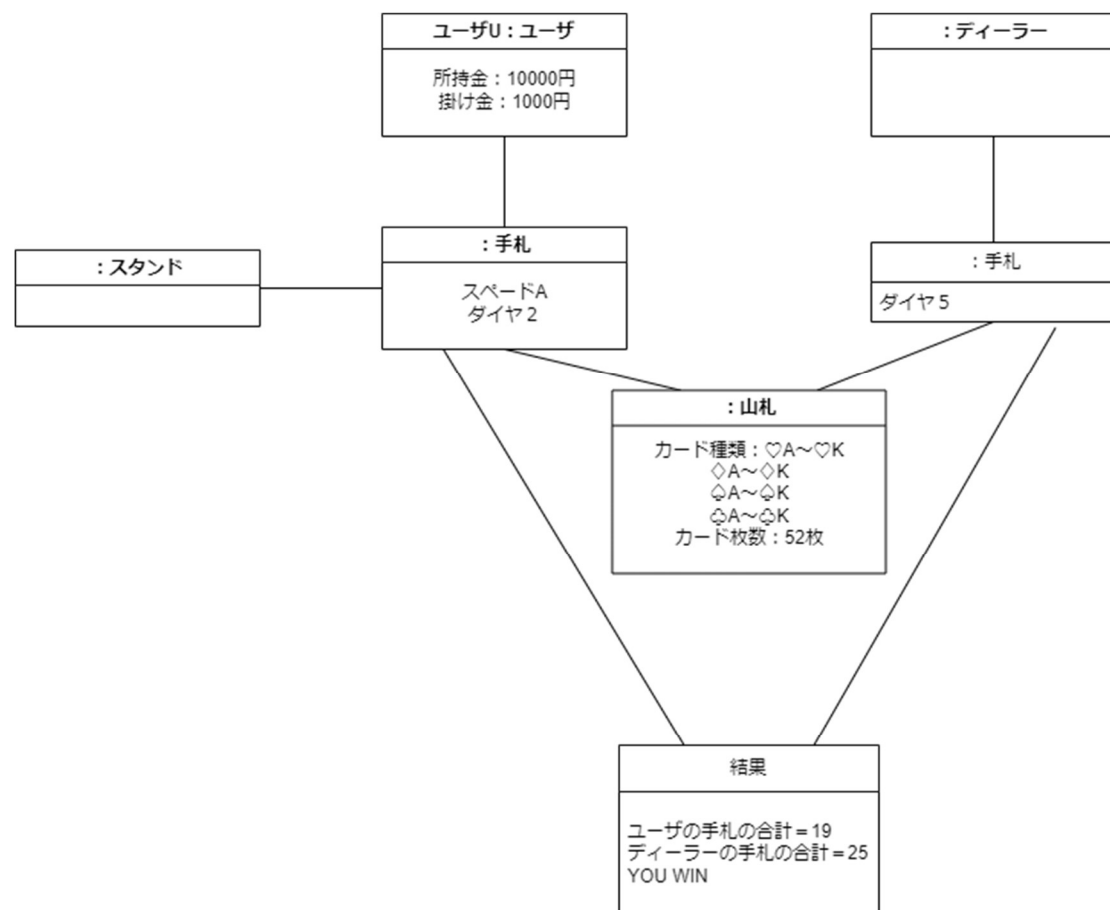 ユーザU：ユーザ
所持金：10000円
掛け金：1000円
：ディーラー
：スタンド
：手札
スペードA
ダイヤ２
：手札
ダイヤ５
：山札
カード種類：♡A～♡K
♢A～♢K
♤A～♤K
♧A～♧K
カード枚数：52枚
結果
ユーザの手札の合計＝19
ディーラーの手札の合計＝25
YOU WIN